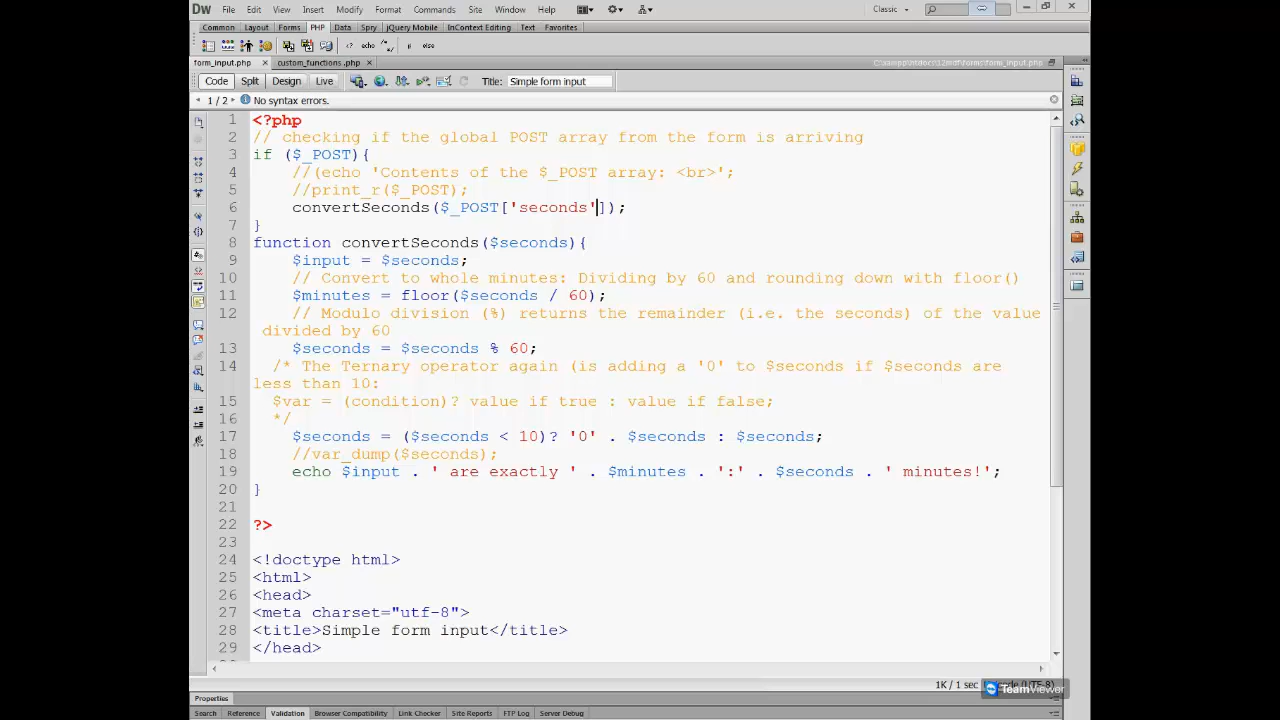 Dw File Edit View Insert Modify Format Commands Site Window Help Classic
Common Layout Forms PHP Data Spry jQuery Mobile InContext Editing Text Favorites
<? echo if else
form_input.php × custom_functions.php ×
Code Split Design Live Title: Simple form input
1 / 2 No syntax errors.
1 <?php
2 // checking if the global POST array from the form is arriving
3 if ($_POST){
4 //(echo 'Contents of the $_POST array: <br>';
5 //print_r($_POST);
6 convertSeconds($_POST['seconds']);
7 }
8 function convertSeconds($seconds){
9 $input = $seconds;
10 // Convert to whole minutes: Dividing by 60 and rounding down with floor()
11 $minutes = floor($seconds / 60);
12 // Modulo division (%) returns the remainder (i.e. the seconds) of the value
divided by 60
13 $seconds = $seconds % 60;
14 /* The Ternary operator again (is adding a '0' to $seconds if $seconds are
less than 10:
15 $var = (condition)? value if true : value if false;
16 */
17 $seconds = ($seconds < 10)? '0' . $seconds : $seconds;
18 //var_dump($seconds);
19 echo $input . ' are exactly ' . $minutes . ':' . $seconds . ' minutes!';
20 }
21
22 ?>
23
24 <!doctype html>
25 <html>
26 <head>
27 <meta charset="utf-8">
28 <title>Simple form input</title>
29 </head>
1K / 1 sec
TeamViewer
Properties
Search Reference Validation Browser Compatibility Link Checker Site Reports FTP Log Server Debug